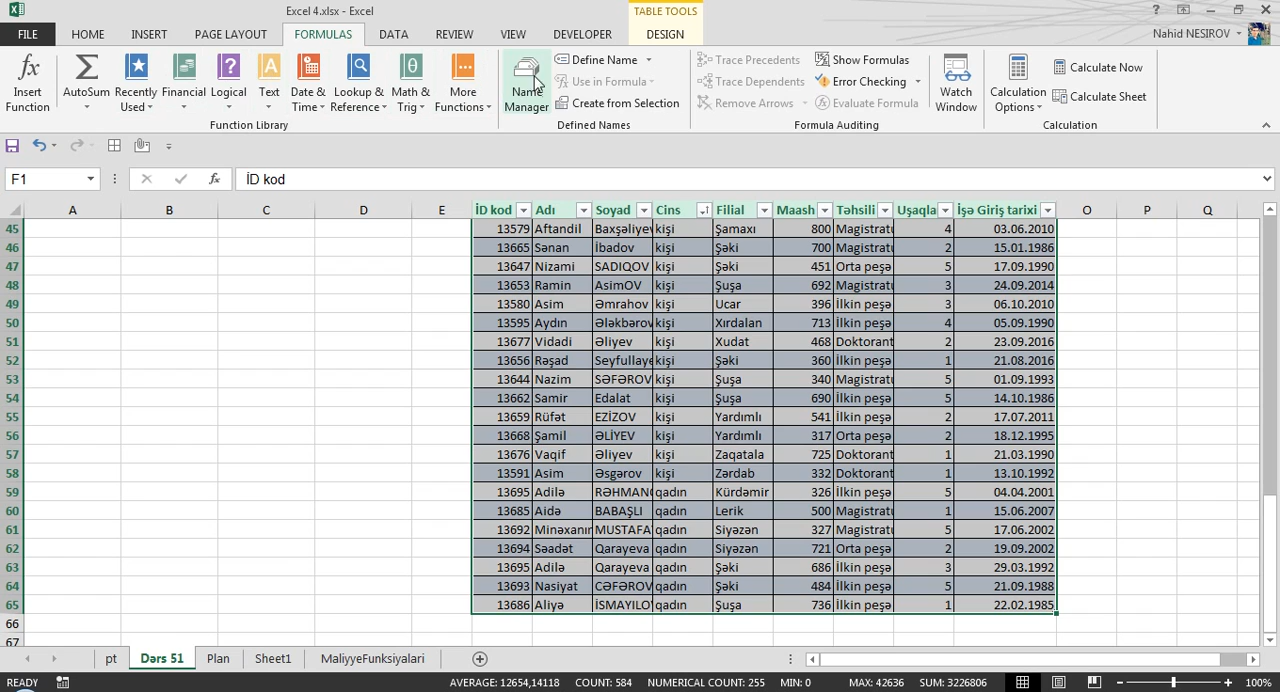 Excel 4.xlsx - Excel
TABLE TOOLS
FILE HOME INSERT PAGE LAYOUT FORMULAS DATA REVIEW VIEW DEVELOPER DESIGN
Nahid NESIROV
Insert Function
AutoSum
Recently Used
Financial
Logical
Text
Date & Time
Lookup & Reference
Math & Trig
More Functions
Function Library
Name Manager
Define Name
Use in Formula
Create from Selection
Defined Names
Trace Precedents
Trace Dependents
Remove Arrows
Show Formulas
Error Checking
Evaluate Formula
Formula Auditing
Watch Window
Calculation Options
Calculate Now
Calculate Sheet
Calculation
F1 fx İD kod
A B C D E İD kod Adı Soyad Cins Filial Maash Təhsili Uşaqla İşə Giriş tarixi O P Q
45 13579 Aftandil Baxşəliyev kişi Şamaxı 800 Magistratu 4 03.06.2010
46 13665 Sənan İbadov kişi Şəki 700 Magistratu 2 15.01.1986
47 13647 Nizami SADIQOV kişi Şəki 451 Orta peşə 5 17.09.1990
48 13653 Ramin AsimOV kişi Şuşa 692 Magistratu 3 24.09.2014
49 13580 Asim Əmrahov kişi Ucar 396 İlkin peşə 3 06.10.2010
50 13595 Aydın Ələkbərov kişi Xırdalan 713 İlkin peşə 4 05.09.1990
51 13677 Vidadi Əliyev kişi Xudat 468 Doktorant 2 23.09.2016
52 13656 Rəşad Seyfullaye kişi Şəki 360 İlkin peşə 1 21.08.2016
53 13644 Nazim SƏFƏROV kişi Şuşa 340 Magistratu 5 01.09.1993
54 13662 Samir Edalat kişi Şuşa 690 İlkin peşə 5 14.10.1986
55 13659 Rüfət EZİZOV kişi Yardımlı 541 İlkin peşə 2 17.07.2011
56 13668 Şamil ƏLİYEV kişi Yardımlı 317 Orta peşə 2 18.12.1995
57 13676 Vaqif Əliyev kişi Zaqatala 725 Doktorant 1 21.03.1990
58 13591 Asim Əsgərov kişi Zərdab 332 Doktorant 1 13.10.1992
59 13695 Adilə RƏHMAN qadın Kürdəmir 326 İlkin peşə 5 04.04.2001
60 13685 Aidə BABAŞLI qadın Lerik 500 Magistratu 1 15.06.2007
61 13692 Minəxanım MUSTAFA qadın Siyəzən 327 Magistratu 5 17.06.2002
62 13694 Səadət Qarayeva qadın Siyəzən 721 Orta peşə 2 19.09.2002
63 13695 Adilə Qarayeva qadın Şəki 686 İlkin peşə 3 29.03.1992
64 13693 Nasiyat CƏFƏROV qadın Şəki 484 İlkin peşə 5 21.09.1988
65 13686 Aliyə İSMAYILO qadın Şuşa 736 İlkin peşə 1 22.02.1985
66
67
pt Dərs 51 Plan Sheet1 MaliyyeFunksiyalari
READY AVERAGE: 12654,14118 COUNT: 584 NUMERICAL COUNT: 255 MIN: 0 MAX: 42636 SUM: 3226806 100%